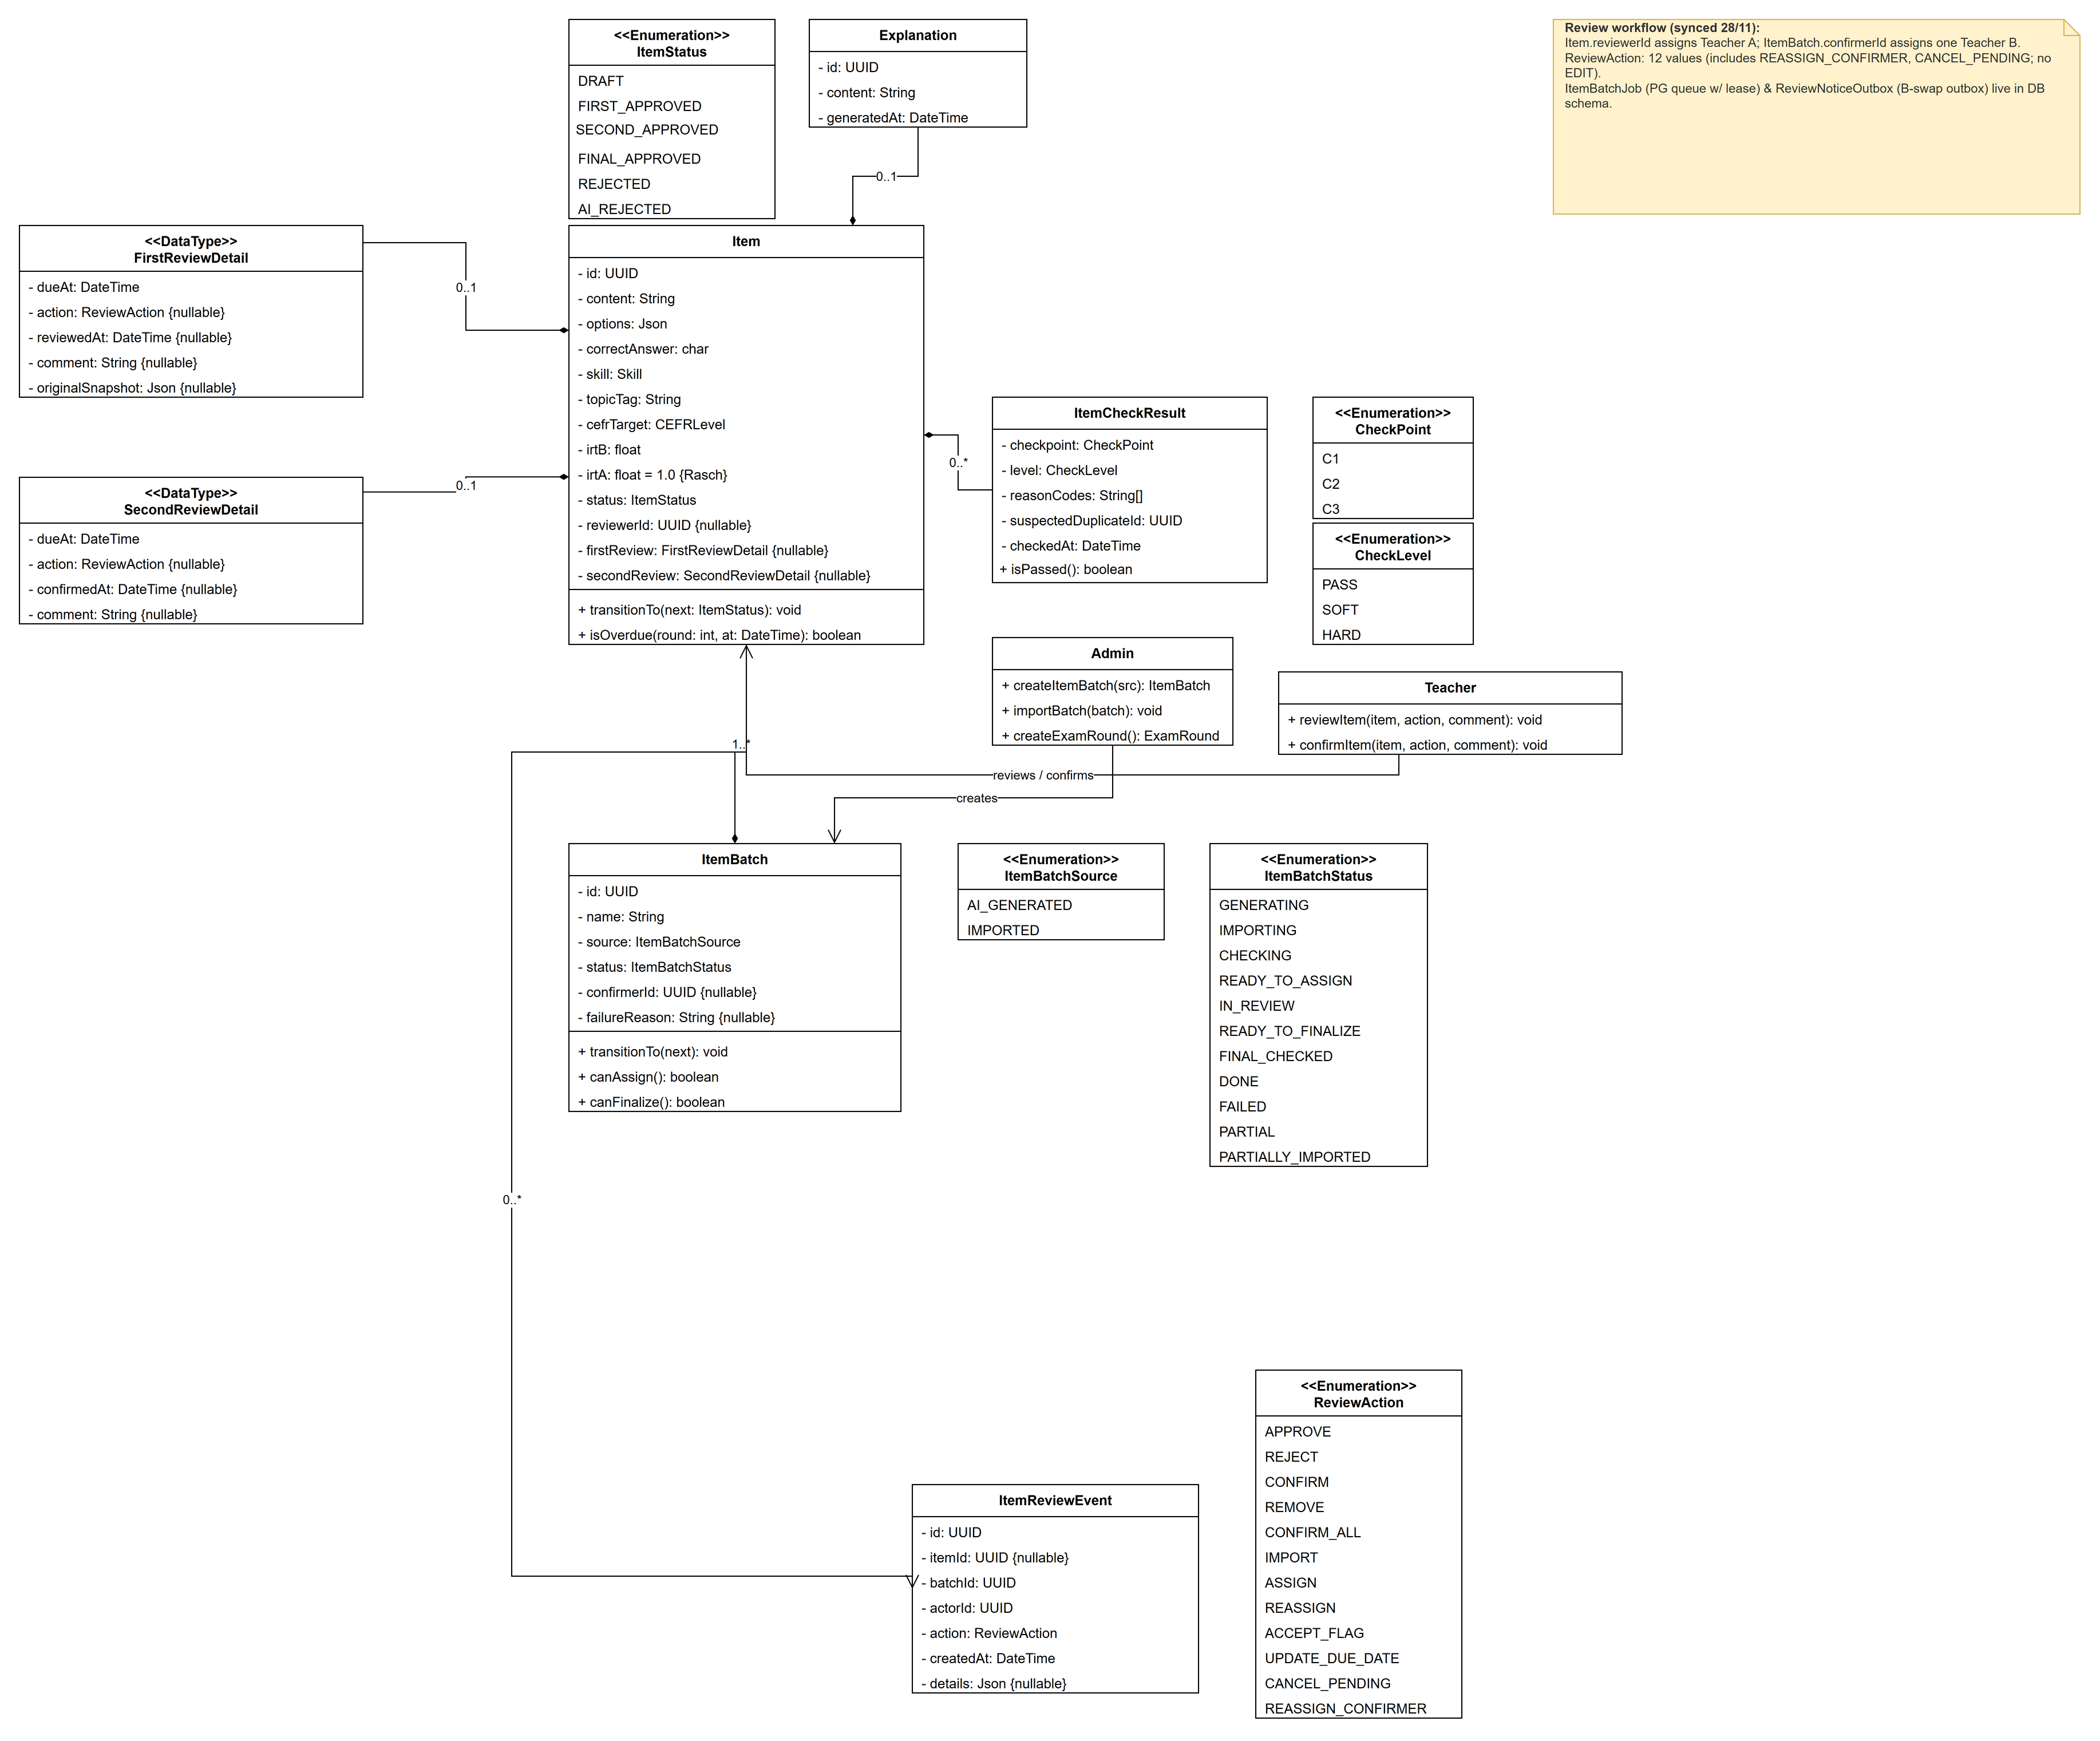 <<Enumeration>>
ItemStatus
DRAFT
FIRST_APPROVED
SECOND_APPROVED
FINAL_APPROVED
REJECTED
AI_REJECTED
Explanation
- id: UUID
- content: String
- generatedAt: DateTime
Review workflow (synced 28/11):
Item.reviewerId assigns Teacher A; ItemBatch.confirmerId assigns one Teacher B.
ReviewAction: 12 values (includes REASSIGN_CONFIRMER, CANCEL_PENDING; no
EDIT).
ItemBatchJob (PG queue w/ lease) & ReviewNoticeOutbox (B-swap outbox) live in DB
schema.
0..1
<<DataType>>
FirstReviewDetail
- dueAt: DateTime
- action: ReviewAction {nullable}
- reviewedAt: DateTime {nullable}
- comment: String {nullable}
- originalSnapshot: Json {nullable}
0..1
<<DataType>>
SecondReviewDetail
- dueAt: DateTime
- action: ReviewAction {nullable}
- confirmedAt: DateTime {nullable}
- comment: String {nullable}
0..1
Item
- id: UUID
- content: String
- options: Json
- correctAnswer: char
- skill: Skill
- topicTag: String
- cefrTarget: CEFRLevel
- irtB: float
- irtA: float = 1.0 {Rasch}
- status: ItemStatus
- reviewerId: UUID {nullable}
- firstReview: FirstReviewDetail {nullable}
- secondReview: SecondReviewDetail {nullable}
+ transitionTo(next: ItemStatus): void
+ isOverdue(round: int, at: DateTime): boolean
0..*
ItemCheckResult
- checkpoint: CheckPoint
- level: CheckLevel
- reasonCodes: String[]
- suspectedDuplicateId: UUID
- checkedAt: DateTime
+ isPassed(): boolean
<<Enumeration>>
CheckPoint
C1
C2
C3
<<Enumeration>>
CheckLevel
PASS
SOFT
HARD
Admin
+ createItemBatch(src): ItemBatch
+ importBatch(batch): void
+ createExamRound(): ExamRound
Teacher
+ reviewItem(item, action, comment): void
+ confirmItem(item, action, comment): void
1..*
reviews / confirms
creates
ItemBatch
- id: UUID
- name: String
- source: ItemBatchSource
- status: ItemBatchStatus
- confirmerId: UUID {nullable}
- failureReason: String {nullable}
+ transitionTo(next): void
+ canAssign(): boolean
+ canFinalize(): boolean
<<Enumeration>>
ItemBatchSource
AI_GENERATED
IMPORTED
<<Enumeration>>
ItemBatchStatus
GENERATING
IMPORTING
CHECKING
READY_TO_ASSIGN
IN_REVIEW
READY_TO_FINALIZE
FINAL_CHECKED
DONE
FAILED
PARTIAL
PARTIALLY_IMPORTED
0..*
ItemReviewEvent
- id: UUID
- itemId: UUID {nullable}
- batchId: UUID
- actorId: UUID
- action: ReviewAction
- createdAt: DateTime
- details: Json {nullable}
<<Enumeration>>
ReviewAction
APPROVE
REJECT
CONFIRM
REMOVE
CONFIRM_ALL
IMPORT
ASSIGN
REASSIGN
ACCEPT_FLAG
UPDATE_DUE_DATE
CANCEL_PENDING
REASSIGN_CONFIRMER